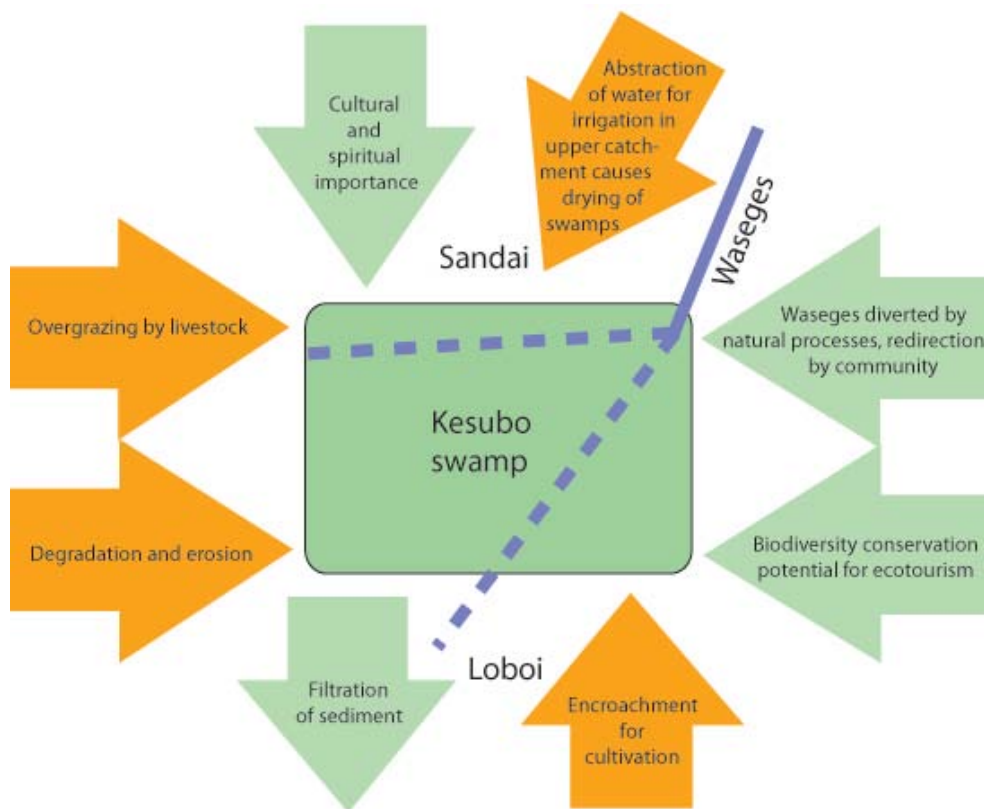 Cultural
and
spiritual
importance
Abstraction
of water for
irrigation in
upper catch-
ment causes
drying of
swamps
Waseges
Sandai
Overgrazing by livestock
Waseges diverted by
natural processes, redirection
by community
Kesubo
swamp
Degradation and erosion
Biodiversity conservation
potential for ecotourism
Loboi
Filtration
of sediment
Encroachment
for
cultivation